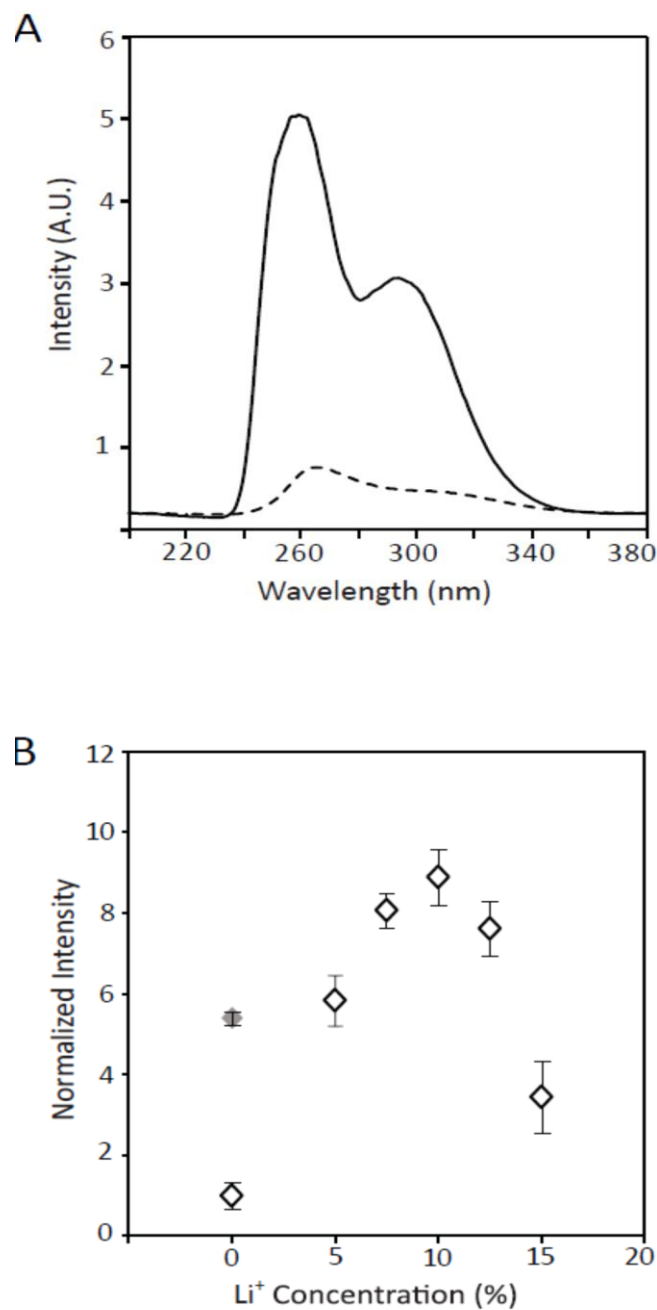 A
6
5
4
3
2
1
Intensity (A.U.)
220 260 300 340 380
Wavelength (nm)
B
12
10
8
6
4
2
0
Normalized Intensity
0 5 10 15 20
Li⁺ Concentration (%)